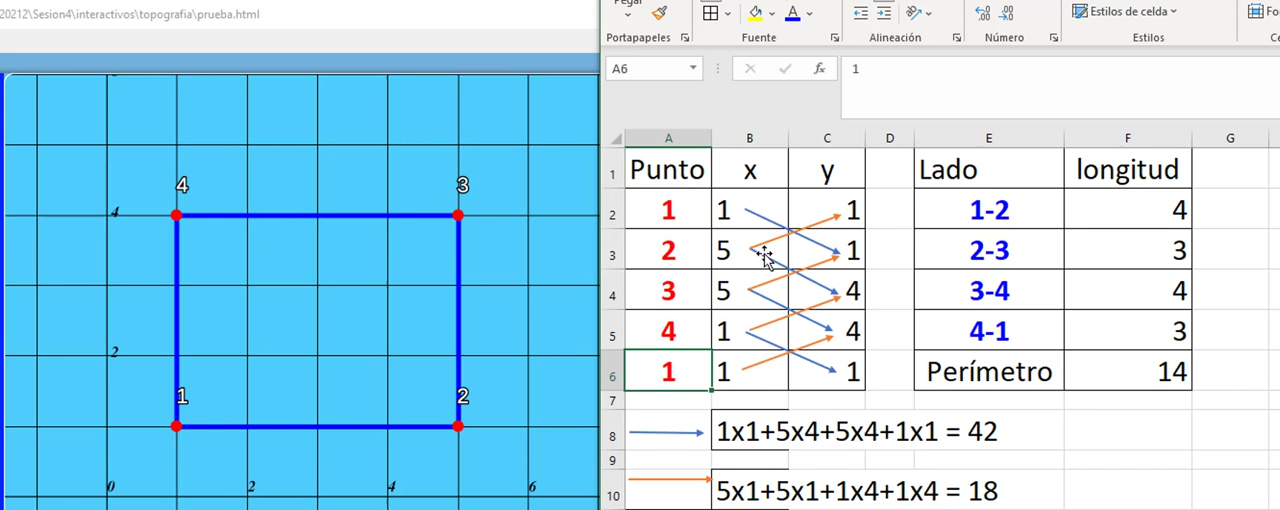 20212\Sesion4\interactivos\topografia\prueba.html
4
3
4
1
2
2
0
2
4
6
Pegar
Estilos de celda
Portapapeles
Fuente
Alineación
Número
Estilos
A6
fx
1
A B C D E F G
1 Punto x y Lado longitud
2 1 1 1 1-2 4
3 2 5 1 2-3 3
4 3 5 4 3-4 4
5 4 1 4 4-1 3
6 1 1 1 Perímetro 14
7
8 1x1+5x4+5x4+1x1 = 42
9
10 5x1+5x1+1x4+1x4 = 18